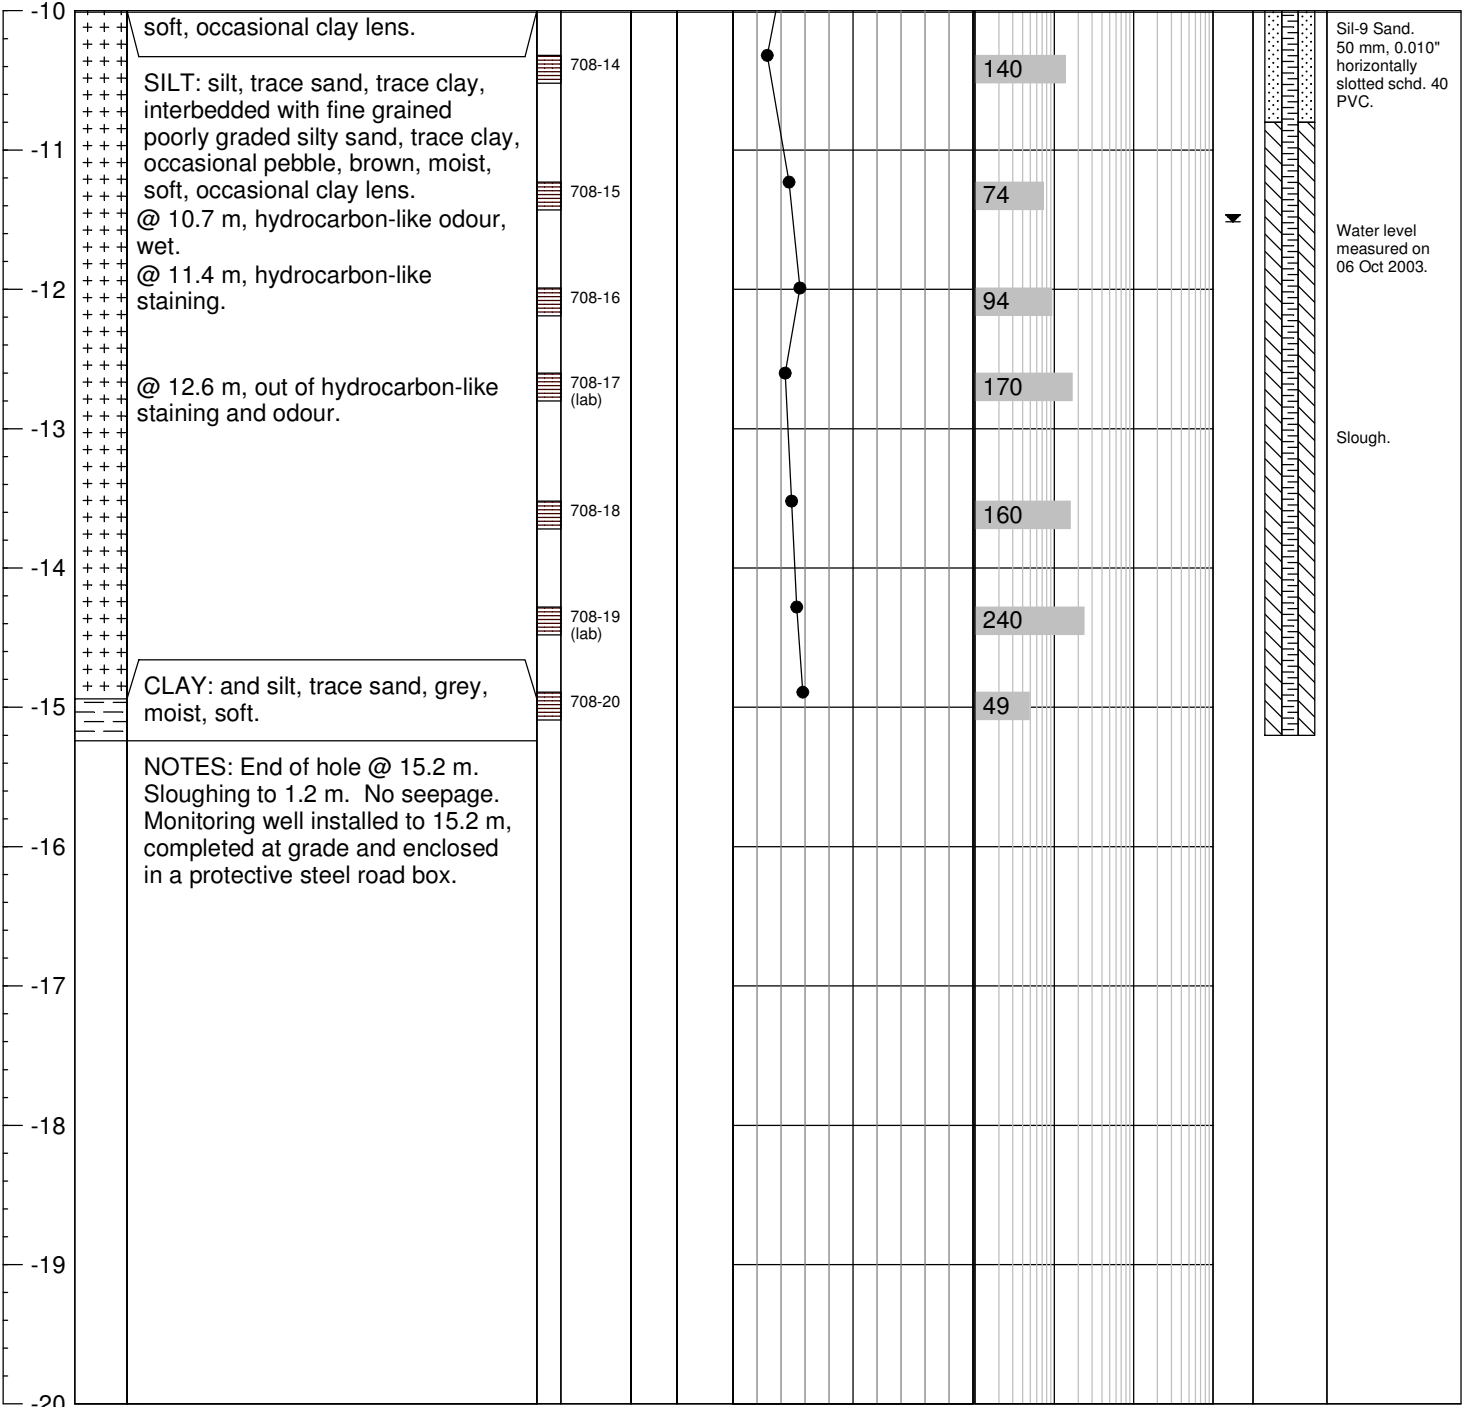 -10
-11
-12
-13
-14
-15
-16
-17
-18
-19
-20
soft, occasional clay lens.
SILT: silt, trace sand, trace clay,
interbedded with fine grained
poorly graded silty sand, trace clay,
occasional pebble, brown, moist,
soft, occasional clay lens.
@ 10.7 m, hydrocarbon-like odour,
wet.
@ 11.4 m, hydrocarbon-like
staining.
@ 12.6 m, out of hydrocarbon-like
staining and odour.
CLAY: and silt, trace sand, grey,
moist, soft.
NOTES: End of hole @ 15.2 m.
Sloughing to 1.2 m.  No seepage.
Monitoring well installed to 15.2 m,
completed at grade and enclosed
in a protective steel road box.
708-14
708-15
708-16
708-17
(lab)
708-18
708-19
(lab)
708-20
140
74
94
170
160
240
49
Sil-9 Sand.
50 mm, 0.010"
horizontally
slotted schd. 40
PVC.
Water level
measured on
06 Oct 2003.
Slough.